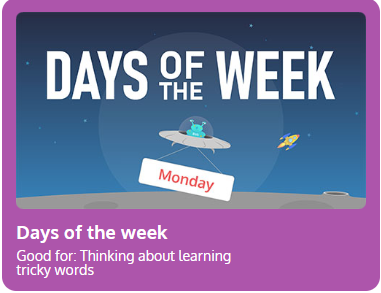 DAYS OF THE WEEK
Monday
Days of the week
Good for: Thinking about learning
tricky words